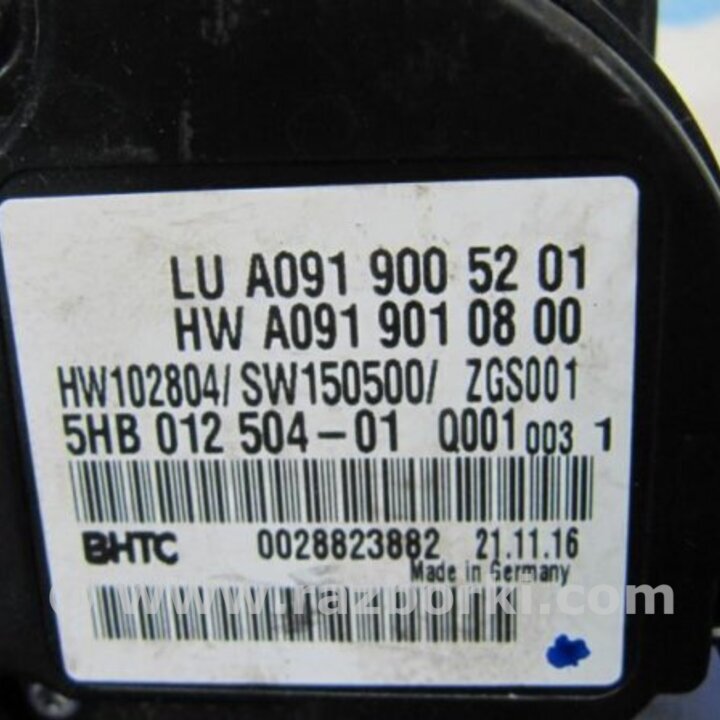 LU A091 900 52 01
HW A091 901 08 00
HW102804/ SW150500/ ZGS001
5HB 012 504-01 Q001 003 1
BHTC 0028823882 21.11.16
Made in Germany
© www.razborki.com